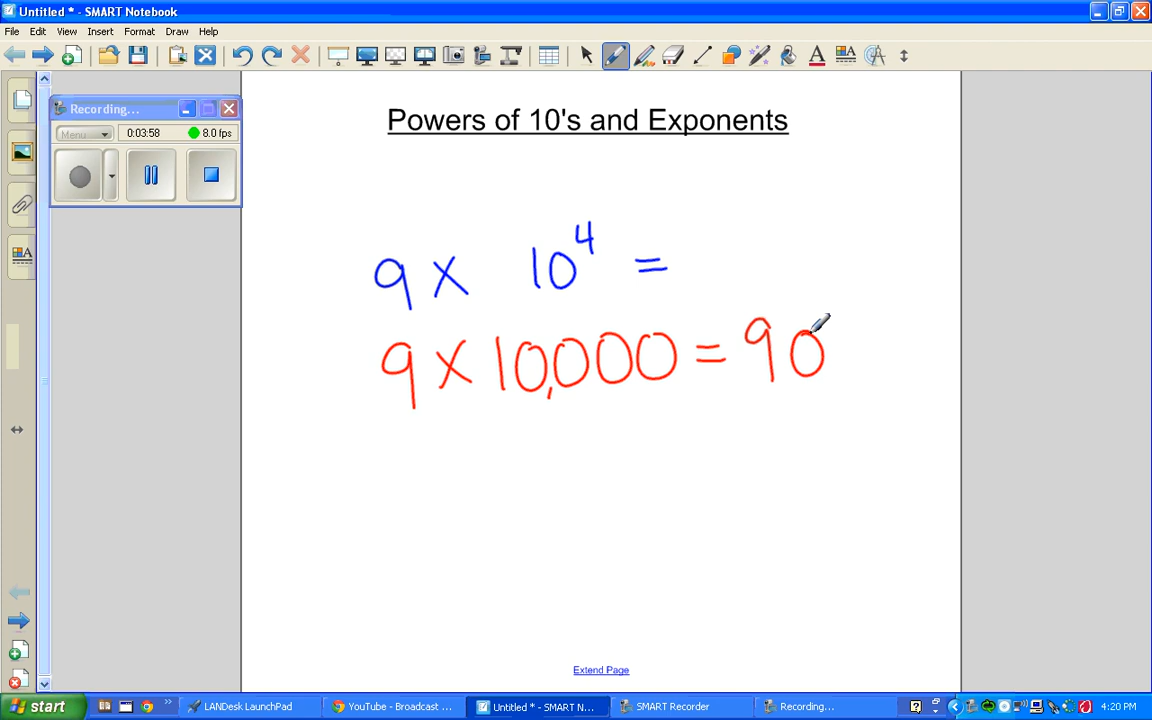 Untitled * - SMART Notebook
File Edit View Insert Format Draw Help
Recording...
Menu 0:03:58 8.0 fps
Powers of 10's and Exponents
9 x 10⁴ =
9 x 10,000 = 90
Extend Page
start LANDesk LaunchPad YouTube - Broadcast ... Untitled * - SMART N... SMART Recorder Recording... 4:20 PM